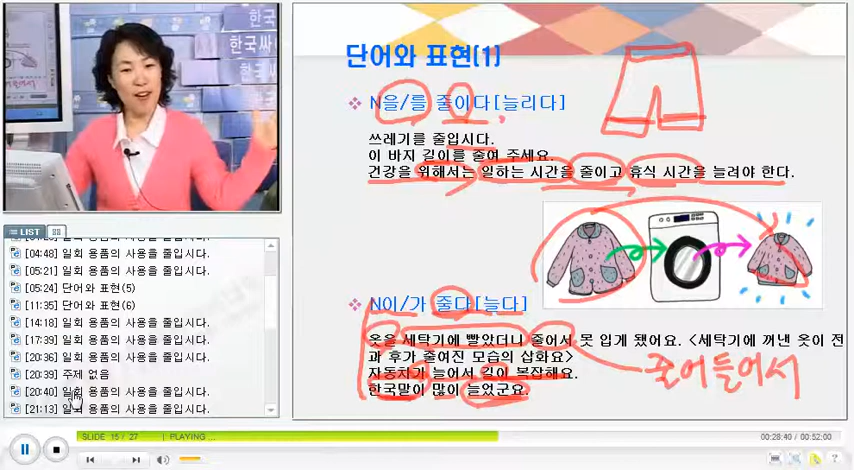 한국
한국싸
단어와 표현(1)
❖ N을/를 줄이다[늘리다]
쓰레기를 줄입시다.
이 바지 길이를 줄여 주세요.
건강을 위해서는 일하는 시간을 줄이고 휴식 시간을 늘려야 한다.
❖ N이/가 줄다[늘다]
옷을 세탁기에 빨았더니 줄어서 못 입게 됐어요. <세탁기에 꺼낸 옷이 전
과 후가 줄여진 모습의 삽화요>
자동차가 늘어서 길이 복잡해요.
한국말이 많이 늘었군요.
줄어들어서
LIST
[04:48] 일회 용품의 사용을 줄입시다.
[05:21] 일회 용품의 사용을 줄입시다.
[05:24] 단어와 표현(5)
[11:35] 단어와 표현(6)
[14:18] 일회 용품의 사용을 줄입시다.
[17:39] 일회 용품의 사용을 줄입시다.
[20:36] 일회 용품의 사용을 줄입시다.
[20:39] 주제 없음
[20:40] 일회 용품의 사용을 줄입시다.
[21:13] 일회 용품의 사용을 줄입시다.
SLIDE 15 / 27 | PLAYING ...
00:28:40 / 00:52:00